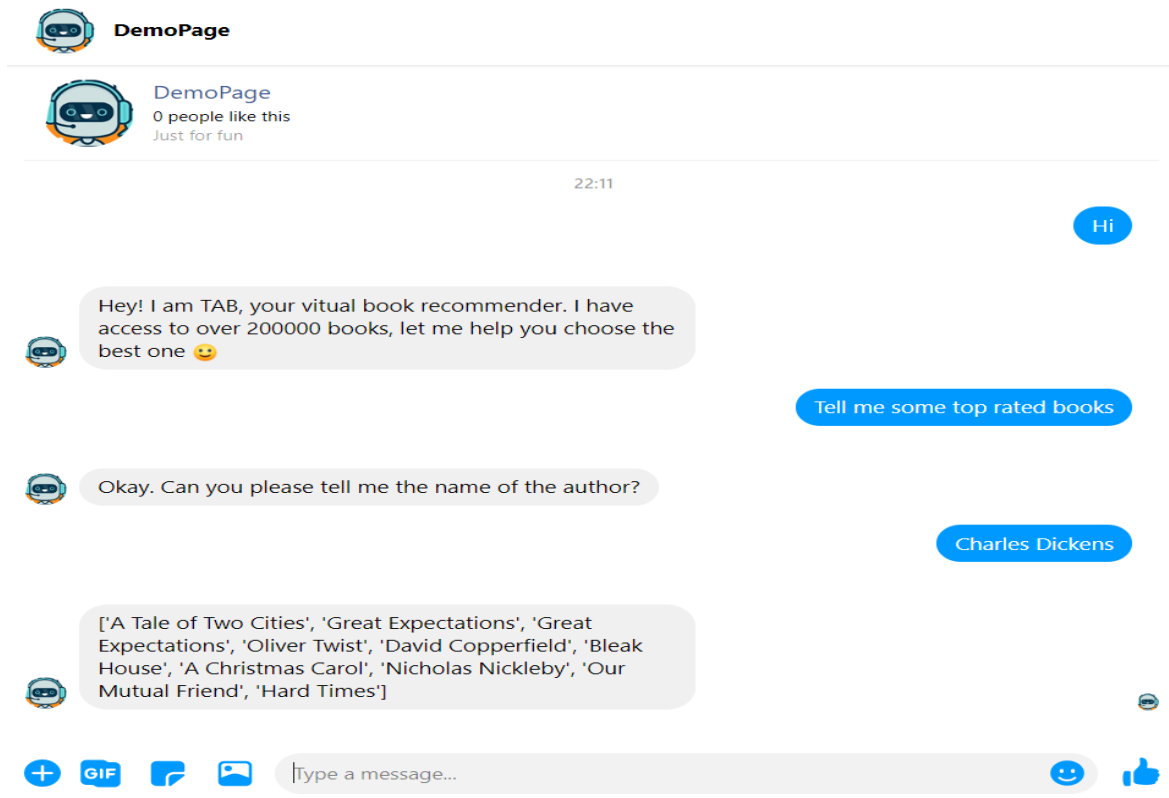 DemoPage
DemoPage
0 people like this
Just for fun
22:11
Hi
Hey! I am TAB, your vitual book recommender. I have
access to over 200000 books, let me help you choose the
best one 🙂
Tell me some top rated books
Okay. Can you please tell me the name of the author?
Charles Dickens
['A Tale of Two Cities', 'Great Expectations', 'Great
Expectations', 'Oliver Twist', 'David Copperfield', 'Bleak
House', 'A Christmas Carol', 'Nicholas Nickleby', 'Our
Mutual Friend', 'Hard Times']
GIF
Type a message...